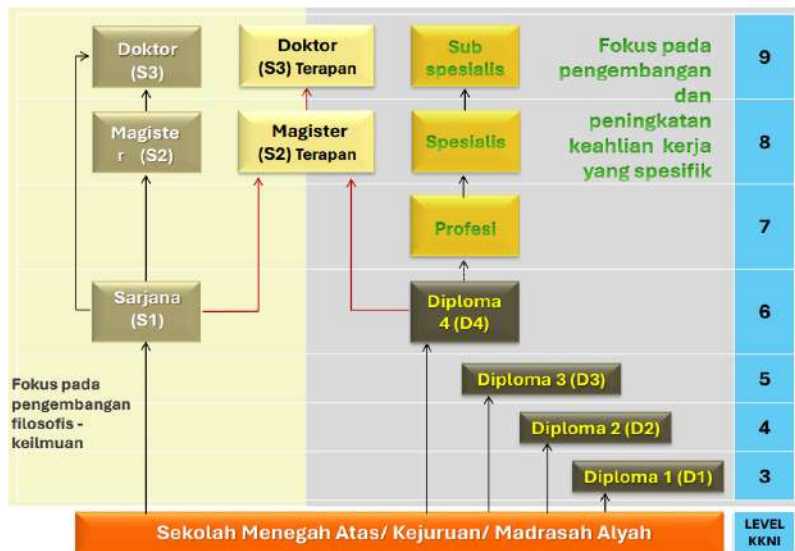 Doktor
(S3)
Doktor
(S3) Terapan
Sub
spesialis
Fokus pada
pengembangan
dan
peningkatan
keahlian kerja
yang spesifik
9
Magiste
r (S2)
Magister
(S2) Terapan
Spesialis
8
Profesi
7
Sarjana
(S1)
Diploma
4 (D4)
6
Fokus pada
pengembangan
filosofis -
keilmuan
Diploma 3 (D3)
5
Diploma 2 (D2)
4
Diploma 1 (D1)
3
Sekolah Menegah Atas/ Kejuruan/ Madrasah Alyah
LEVEL
KKNI